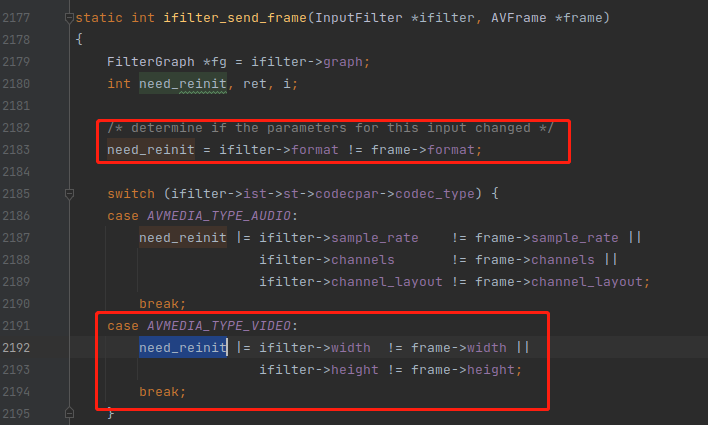 2177 static int ifilter_send_frame(InputFilter *ifilter, AVFrame *frame)
2178 {
2179 FilterGraph *fg = ifilter->graph;
2180 int need_reinit, ret, i;
2181
2182 /* determine if the parameters for this input changed */
2183 need_reinit = ifilter->format != frame->format;
2184
2185 switch (ifilter->ist->st->codecpar->codec_type) {
2186 case AVMEDIA_TYPE_AUDIO:
2187 need_reinit |= ifilter->sample_rate != frame->sample_rate ||
2188 ifilter->channels != frame->channels ||
2189 ifilter->channel_layout != frame->channel_layout;
2190 break;
2191 case AVMEDIA_TYPE_VIDEO:
2192 need_reinit |= ifilter->width != frame->width ||
2193 ifilter->height != frame->height;
2194 break;
2195 }